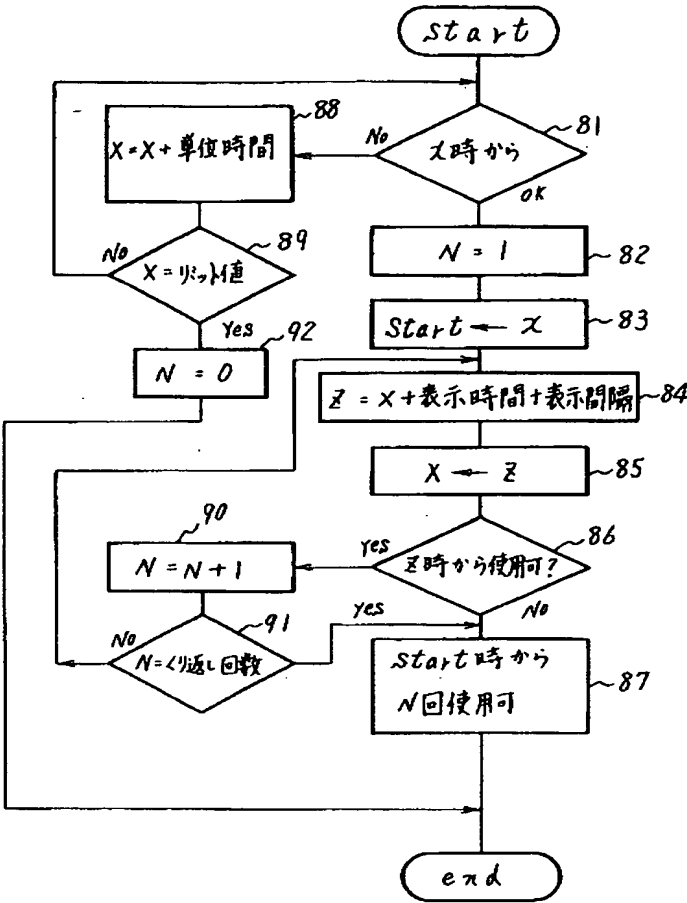 start
88
X=X+単位時間
No
x時から
81
OK
No
X=リミット値
89
N = 1
82
Yes
92
Start ← x
83
N = 0
Z = X+表示時間+表示間隔
84
X ← Z
85
90
N = N+1
yes
Z時から使用可?
86
No
yes
91
No
N=くり返し回数
start時から
N回使用可
87
end